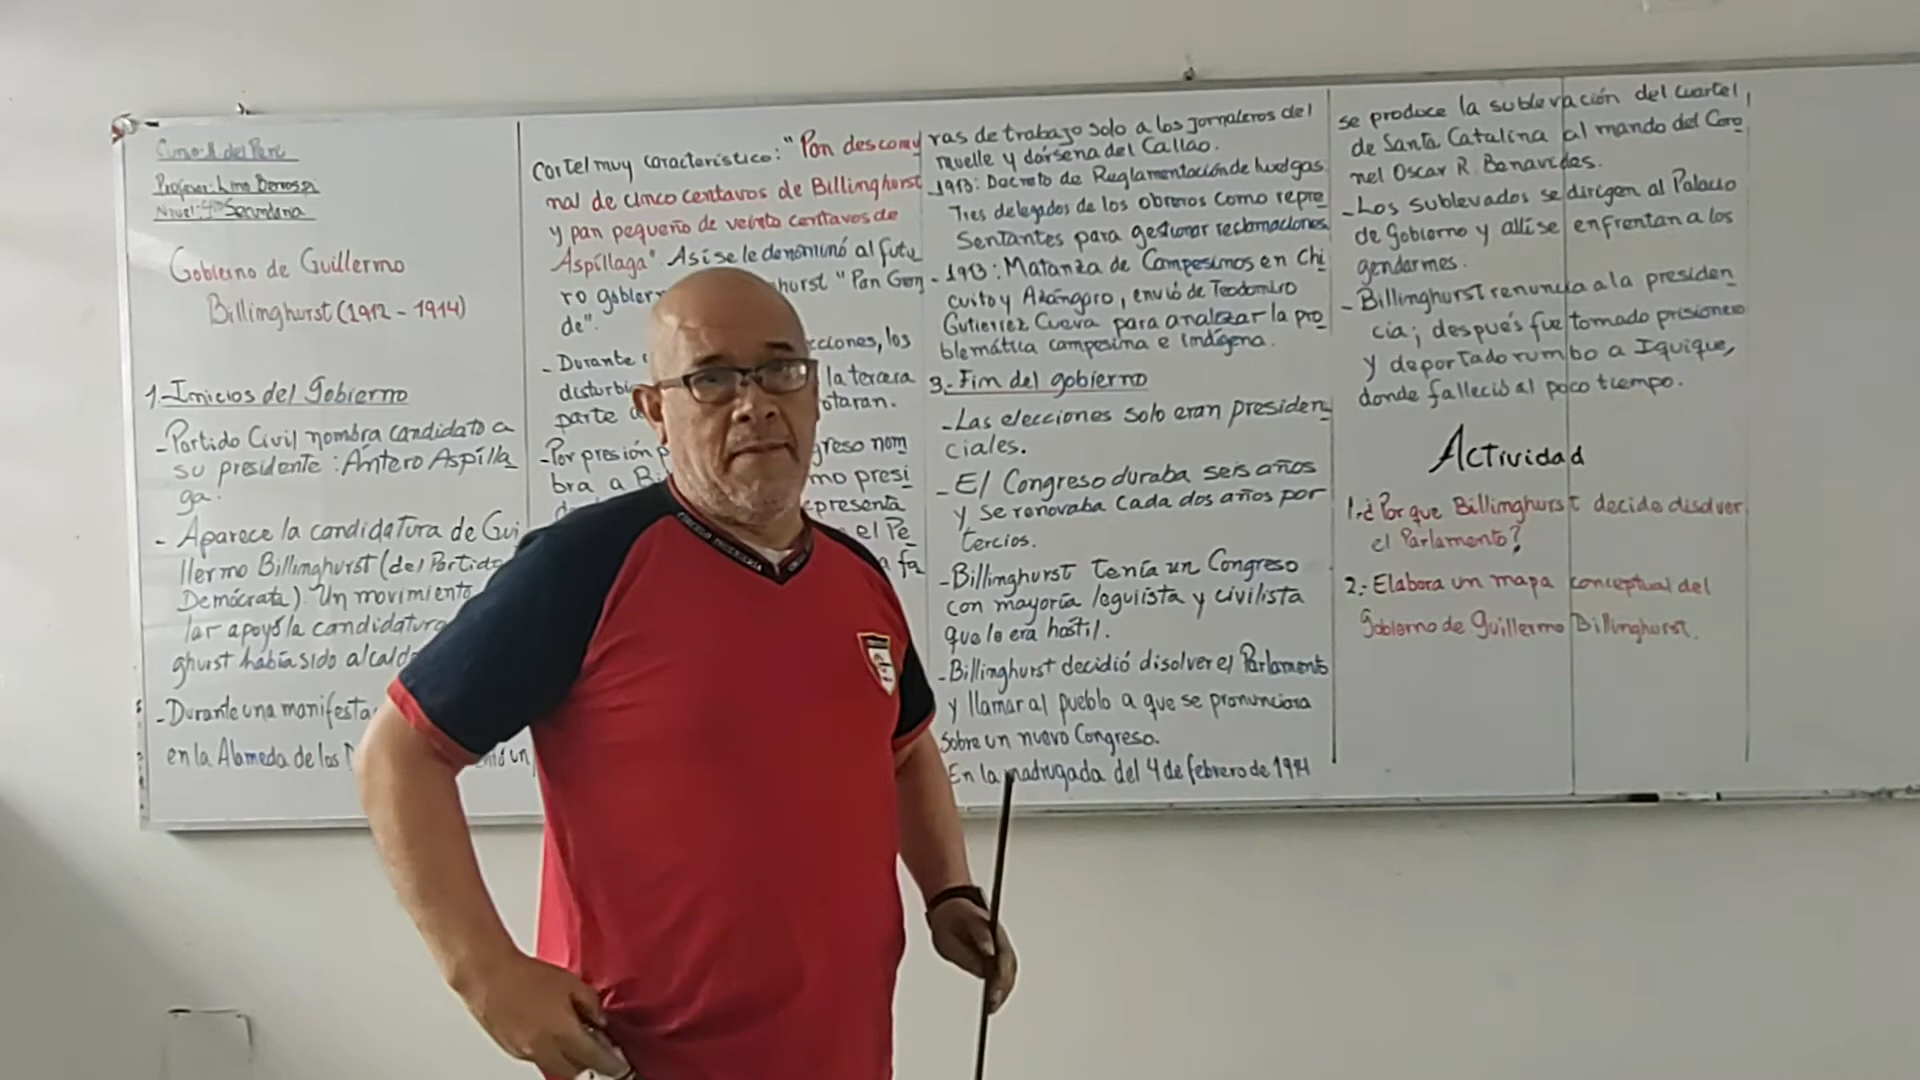 Curso: H. del Perú
Profesor: Lino Berrospi
Nivel: 4to Secundaria
Gobierno de Guillermo
Billinghurst (1912 - 1914)
1.- Inicios del Gobierno
- Partido Civil nombra candidato a
su presidente: Ántero Aspílla
ga.
- Aparece la candidatura de Gui
llermo Billinghurst (del Partido
Demócrata). Un movimiento
lar apoyó la candidatura
ghurst había sido alcalde
- Durante una manifesta
en la Alameda de los
un
cartel muy característico: "Pan descomu
nal de cinco centavos de Billinghurst
y pan pequeño de veinte centavos de
Aspíllaga". Así se le denominó al futu
ro gobier hurst "Pan Gran
de".
- Durante cciones, los
disturbi la tercera
parte otaran.
- Por presión p greso nom
bra a Bi mo presi
presenta
el Pe
a fa
ras de trabajo solo a los jornaleros del
muelle y dársena del Callao.
- 1913: Decreto de Reglamentación de huelgas.
Tres delegados de los obreros como repre
sentantes para gestionar reclamaciones.
- 1913: Matanza de Campesinos en Chu
cuito y Azángaro, envió de Teodomiro
Gutierrez Cueva para analizar la pro
blemática campesina e indígena.
3.- Fin del gobierno
- Las elecciones solo eran presiden
ciales.
- El Congreso duraba seis años
y se renovaba cada dos años por
tercios.
- Billinghurst tenía un Congreso
con mayoría leguiista y civilista
que le era hostil.
- Billinghurst decidió disolver el Parlamento
y llamar al pueblo a que se pronunciara
sobre un nuevo Congreso.
En la madrugada del 4 de febrero de 1914
se produce la sublevación del cuartel
de Santa Catalina al mando del Coro
nel Oscar R. Benavides.
- Los sublevados se dirigen al Palacio
de Gobierno y allí se enfrentan a los
gendarmes.
- Billinghurst renuncia a la presiden
cia; después fue tomado prisionero
y deportado rumbo a Iquique,
donde falleció al poco tiempo.
Actividad
1.- ¿Por que Billinghurst decide disolver
el Parlamento?
2.- Elabora un mapa conceptual del
Gobierno de Guillermo Billinghurst.